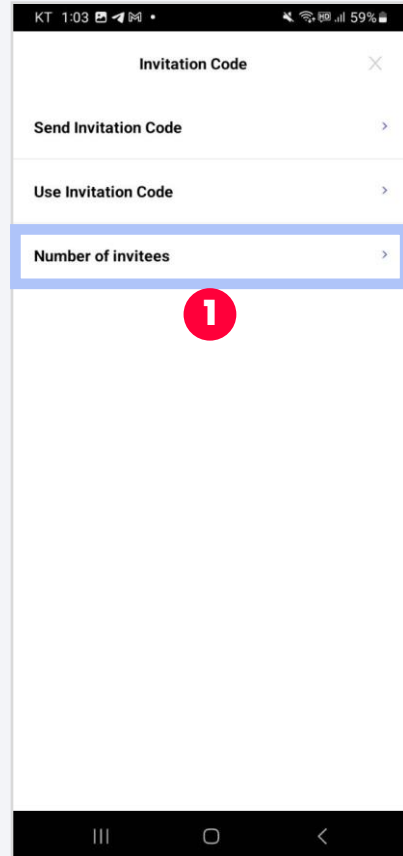 KT 1:03 59%
Invitation Code
Send Invitation Code
Use Invitation Code
Number of invitees
1